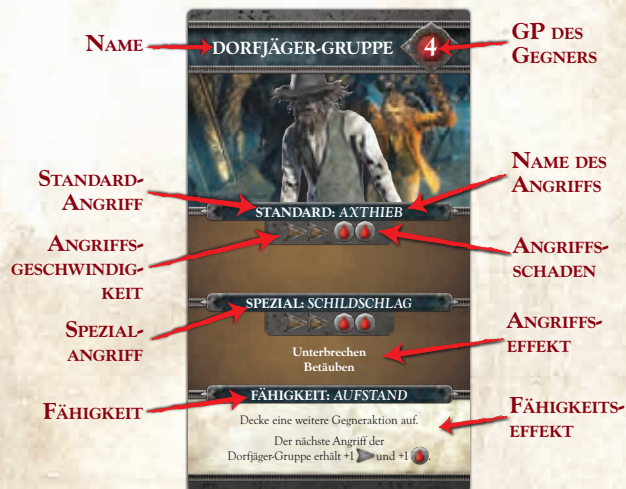 NAME
DORFJÄGER-GRUPPE
4
GP DES
GEGNERS
STANDARD-
ANGRIFF
STANDARD: AXTHIEB
NAME DES
ANGRIFFS
ANGRIFFS-
GESCHWINDIG-
KEIT
ANGRIFFS-
SCHADEN
SPEZIAL-
ANGRIFF
SPEZIAL: SCHILDSCHLAG
Unterbrechen
Betäuben
ANGRIFFS-
EFFEKT
FÄHIGKEIT
FÄHIGKEIT: AUFSTAND
Decke eine weitere Gegneraktion auf.
Der nächste Angriff der
Dorfjäger-Gruppe erhält +1 und +1 .
FÄHIGKEITS-
EFFEKT